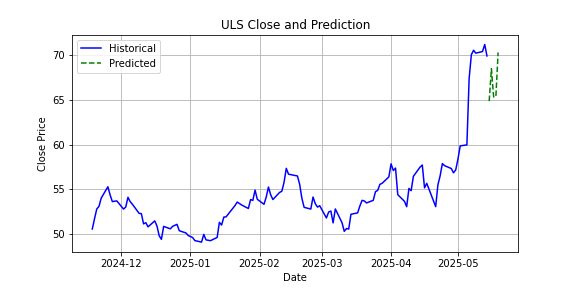 ULS Close and Prediction
Historical
Predicted
Close Price
70
65
60
55
50
2024-12 2025-01 2025-02 2025-03 2025-04 2025-05
Date